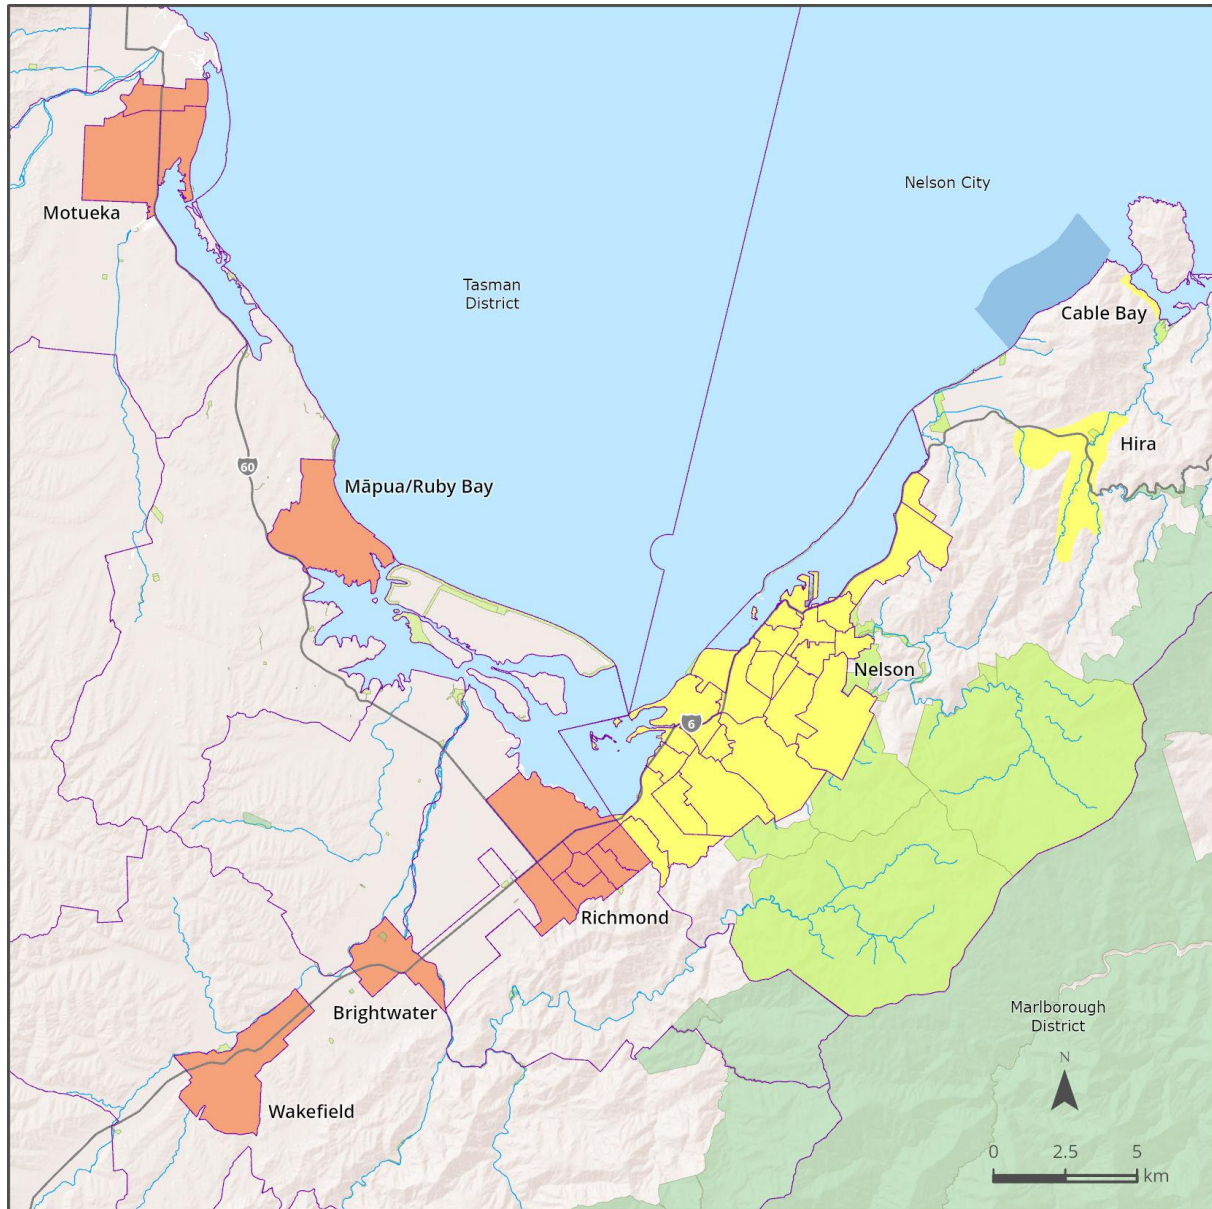 Nelson City
Motueka
Tasman
District
Cable Bay
Hira
60
Māpua/Ruby Bay
Nelson
6
Richmond
Brightwater
Marlborough
District
N
Wakefield
0 2.5 5
km